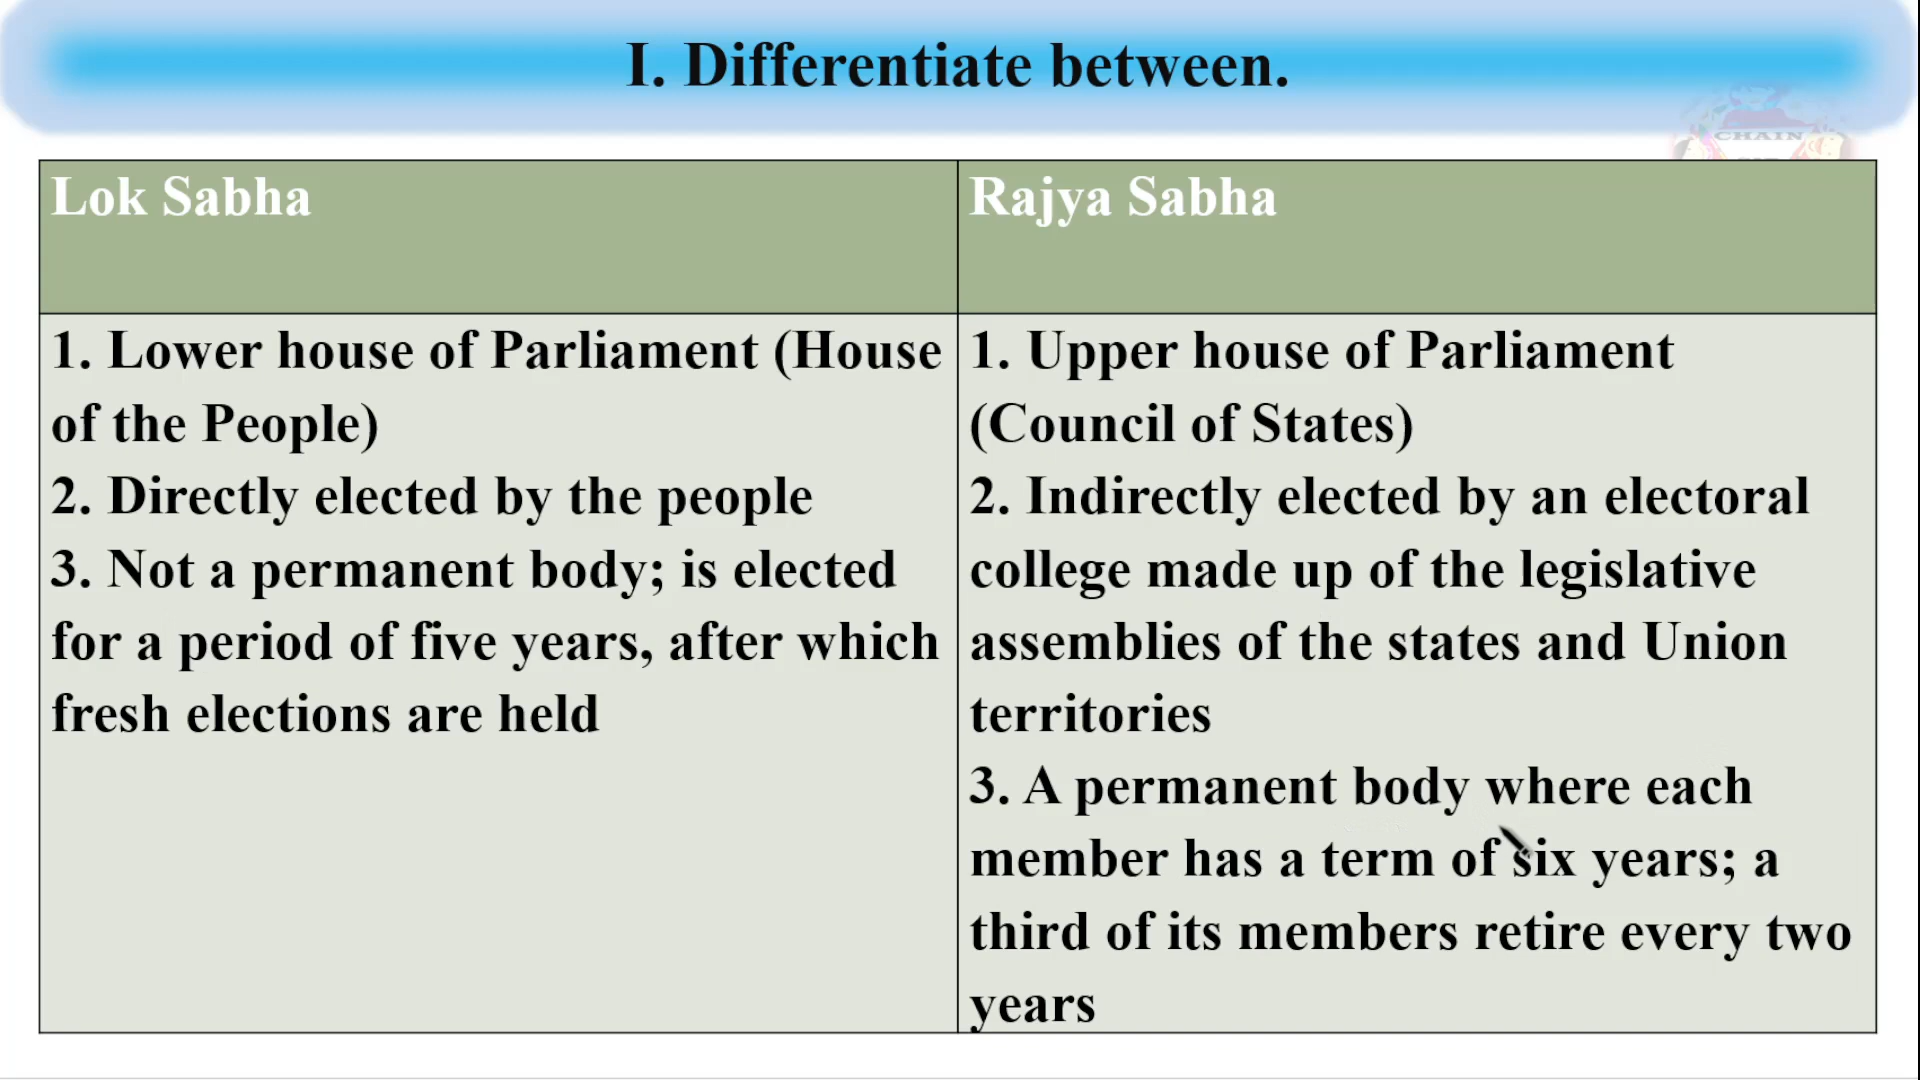 I. Differentiate between.
CHAIN
Lok Sabha
Rajya Sabha
1. Lower house of Parliament (House
of the People)
2. Directly elected by the people
3. Not a permanent body; is elected
for a period of five years, after which
fresh elections are held
1. Upper house of Parliament
(Council of States)
2. Indirectly elected by an electoral
college made up of the legislative
assemblies of the states and Union
territories
3. A permanent body where each
member has a term of six years; a
third of its members retire every two
years